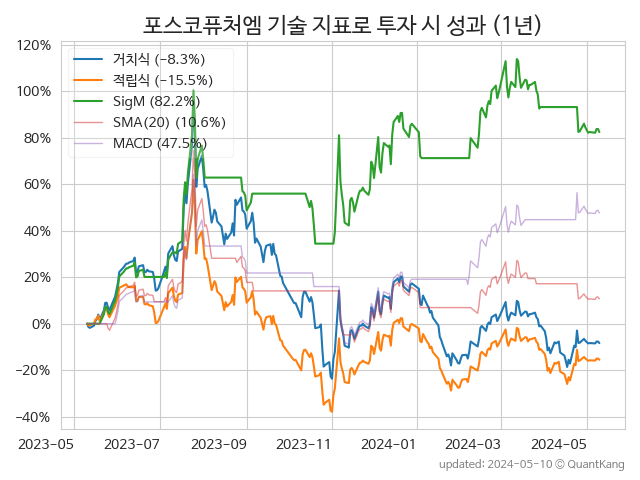 포스코퓨처엠 기술 지표로 투자 시 성과 (1년)
거치식 (−8.3%)
적립식 (−15.5%)
SigM (82.2%)
SMA(20) (10.6%)
MACD (47.5%)
120%
100%
80%
60%
40%
20%
0%
−20%
−40%
2023-05 2023-07 2023-09 2023-11 2024-01 2024-03 2024-05
updated: 2024-05-10 © QuantKang